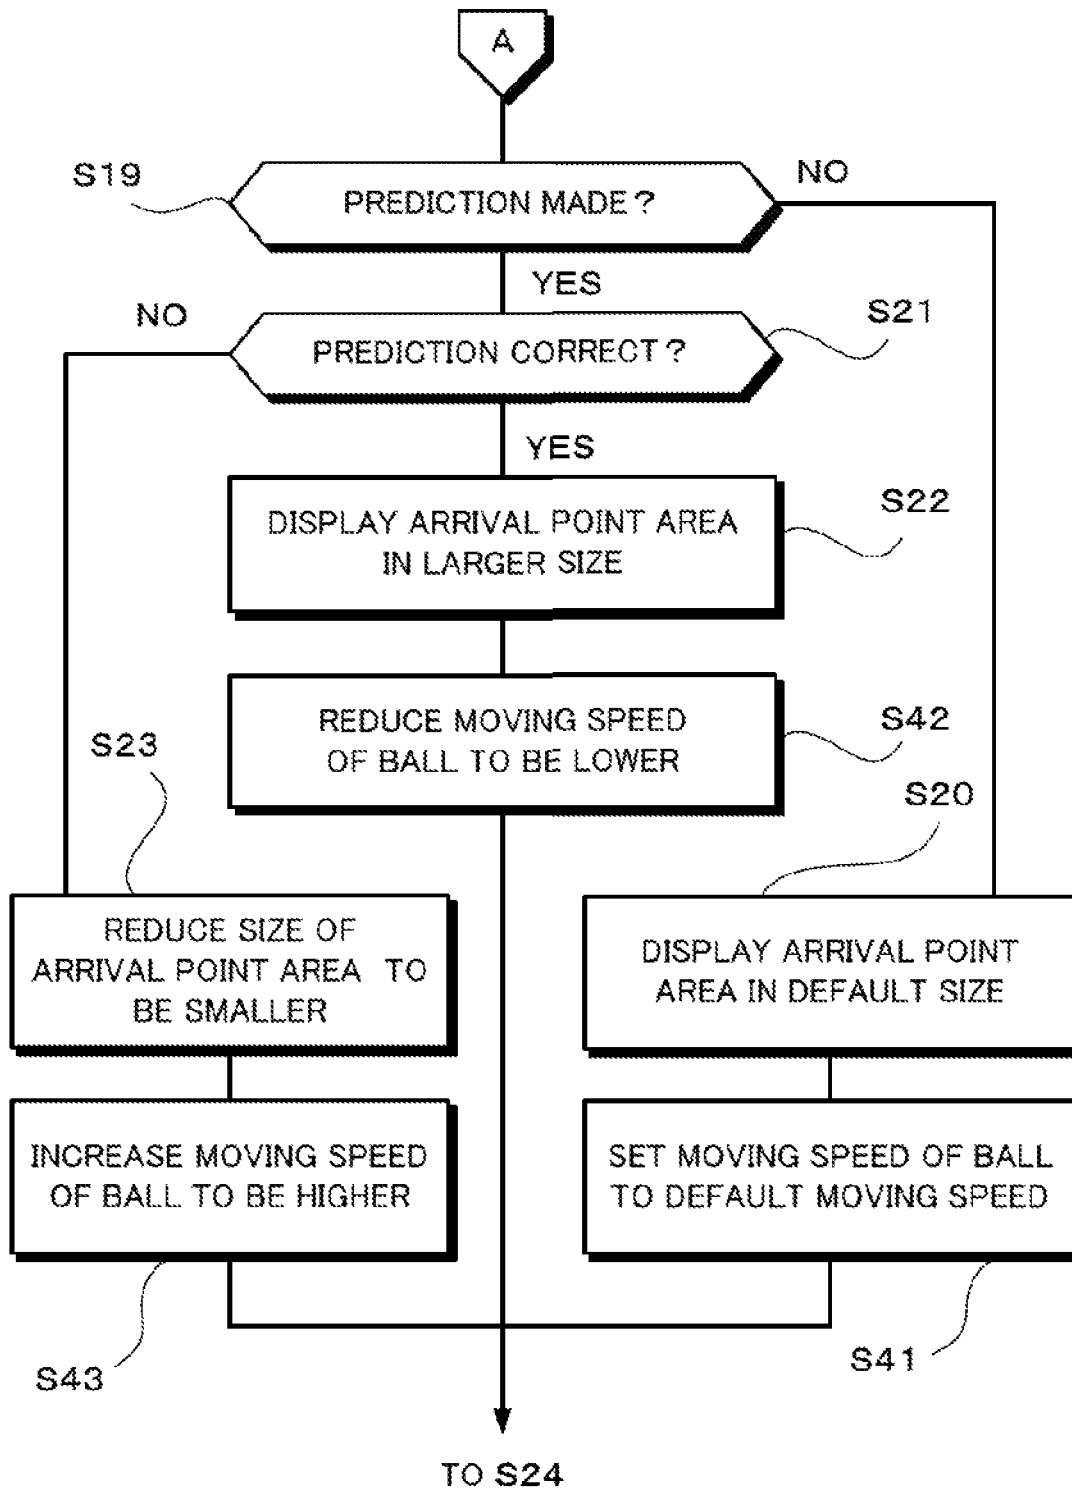 A
S19
PREDICTION MADE?
NO
YES
NO
S21
PREDICTION CORRECT?
YES
DISPLAY ARRIVAL POINT AREA
IN LARGER SIZE
S22
REDUCE MOVING SPEED
OF BALL TO BE LOWER
S42
S23
S20
REDUCE SIZE OF
ARRIVAL POINT AREA TO
BE SMALLER
DISPLAY ARRIVAL POINT
AREA IN DEFAULT SIZE
INCREASE MOVING SPEED
OF BALL TO BE HIGHER
SET MOVING SPEED OF BALL
TO DEFAULT MOVING SPEED
S43
S41
TO S24